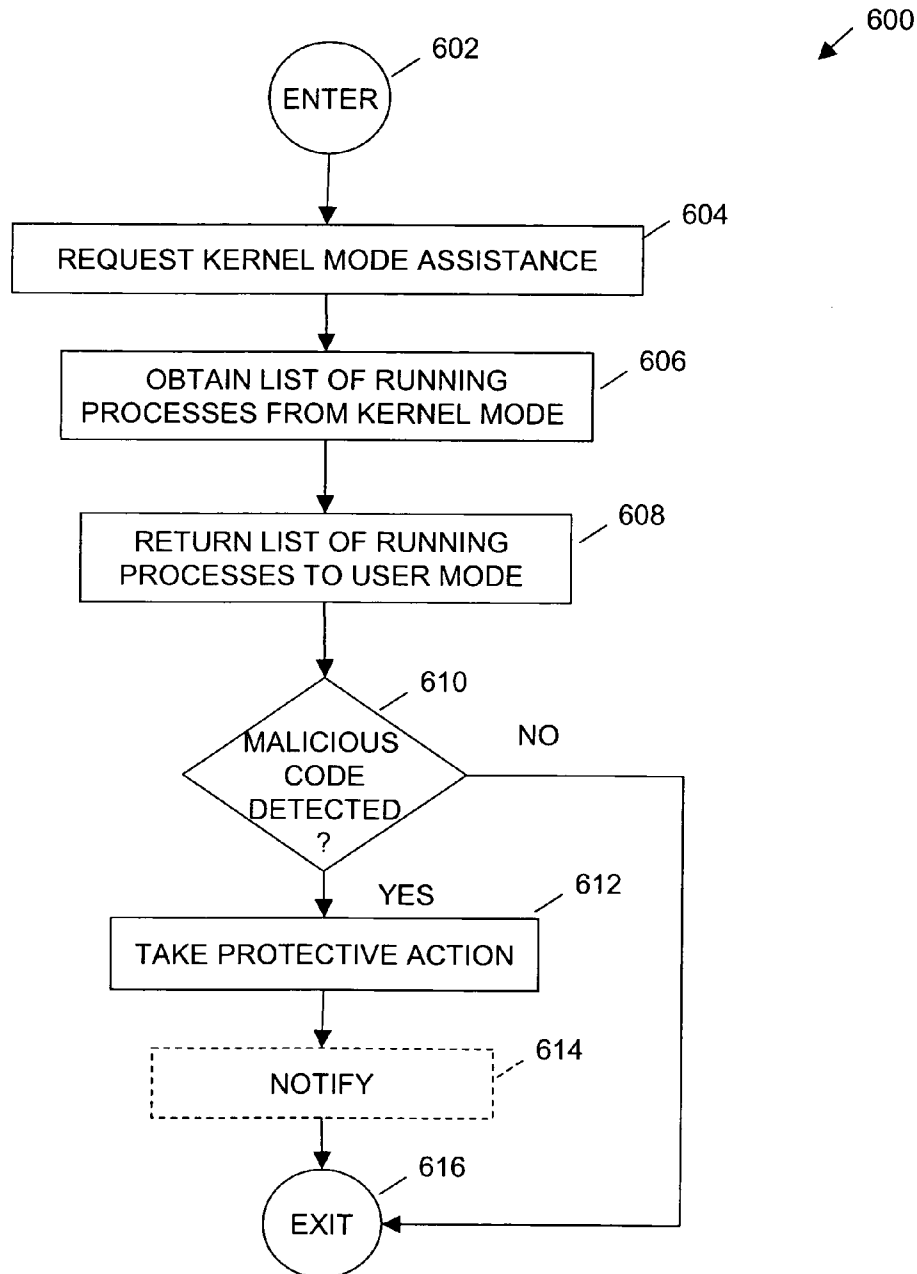 600
602
ENTER
604
REQUEST KERNEL MODE ASSISTANCE
606
OBTAIN LIST OF RUNNING
PROCESSES FROM KERNEL MODE
608
RETURN LIST OF RUNNING
PROCESSES TO USER MODE
610
MALICIOUS
CODE
DETECTED
?
NO
YES
612
TAKE PROTECTIVE ACTION
614
NOTIFY
616
EXIT